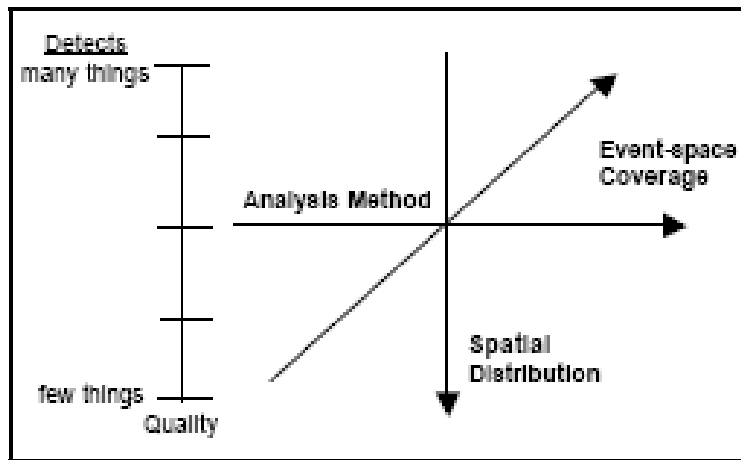 Detects
many things
Event-space
Coverage
Analysis Method
Spatial
Distribution
few things
Quality